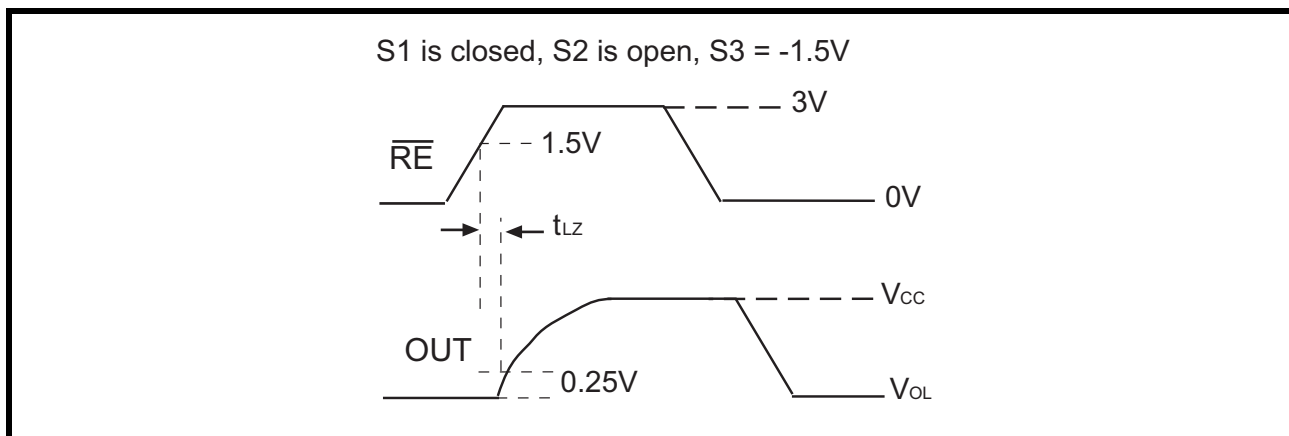 S1 is closed, S2 is open, S3 = -1.5V
3V
1.5V
RE
0V
tLZ
VCC
OUT
0.25V
VOL